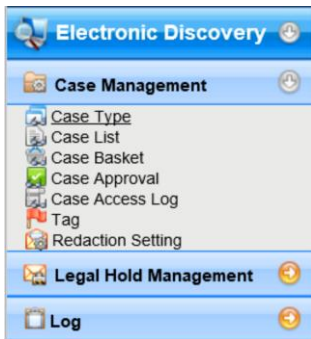 Electronic Discovery
Case Management
Case Type
Case List
Case Basket
Case Approval
Case Access Log
Tag
Redaction Setting
Legal Hold Management
Log